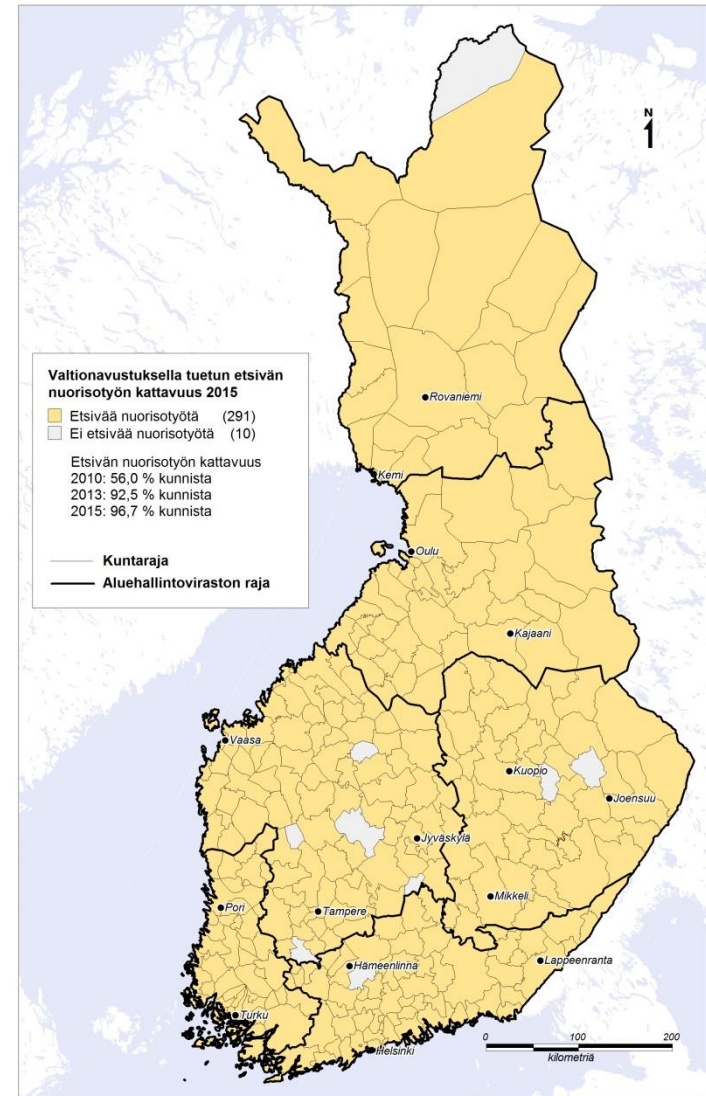 N
Valtionavustuksella tuetun etsivän
nuorisotyön kattavuus 2015
Etsivää nuorisotyötä (291)
Ei etsivää nuorisotyötä (10)
Etsivän nuorisotyön kattavuus
2010: 56,0 % kunnista
2013: 92,5 % kunnista
2015: 96,7 % kunnista
Kuntaraja
Aluehallintoviraston raja
Rovaniemi
Kemi
Oulu
Kajaani
Vaasa
Kuopio
Joensuu
Jyväskylä
Mikkeli
Pori
Tampere
Hämeenlinna
Lappeenranta
Turku
Helsinki
0 100 200
kilometriä